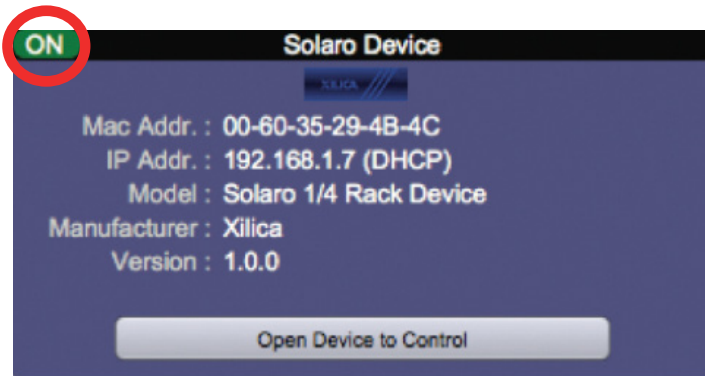 ON Solaro Device
XILICA
Mac Addr. : 00-60-35-29-4B-4C
IP Addr. : 192.168.1.7 (DHCP)
Model : Solaro 1/4 Rack Device
Manufacturer : Xilica
Version : 1.0.0
Open Device to Control